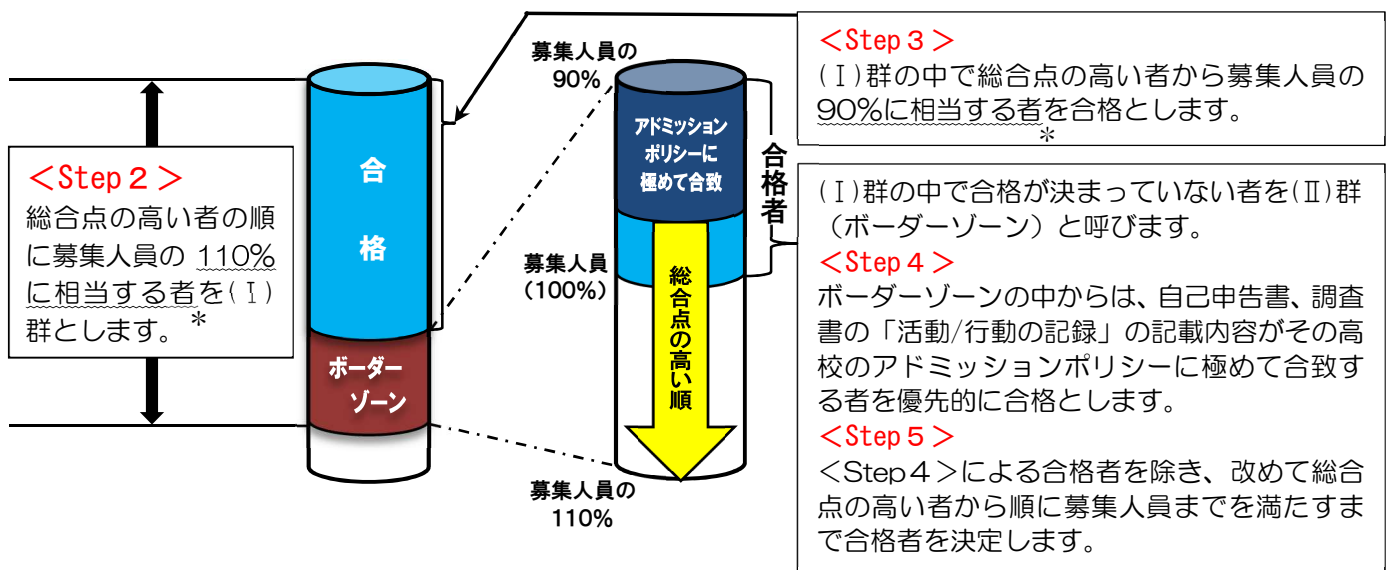 <Step２>
総合点の高い者の順
に募集人員の 110%
に相当する者を(Ⅰ)
群とします。*
合
格
ボーダー
ゾーン
募集人員の
90%
募集人員
(100%)
募集人員の
110%
アドミッション
ポリシーに
極めて合致
総合点の高い順
合格者
<Step３>
(Ⅰ)群の中で総合点の高い者から募集人員の
90%に相当する者を合格とします。
*
(Ⅰ)群の中で合格が決まっていない者を(Ⅱ)群
（ボーダーゾーン）と呼びます。
<Step４>
ボーダーゾーンの中からは、自己申告書、調査
書の「活動/行動の記録」の記載内容がその高
校のアドミッションポリシーに極めて合致す
る者を優先的に合格とします。
<Step５>
<Step４>による合格者を除き、改めて総合
点の高い者から順に募集人員までを満たすま
で合格者を決定します。